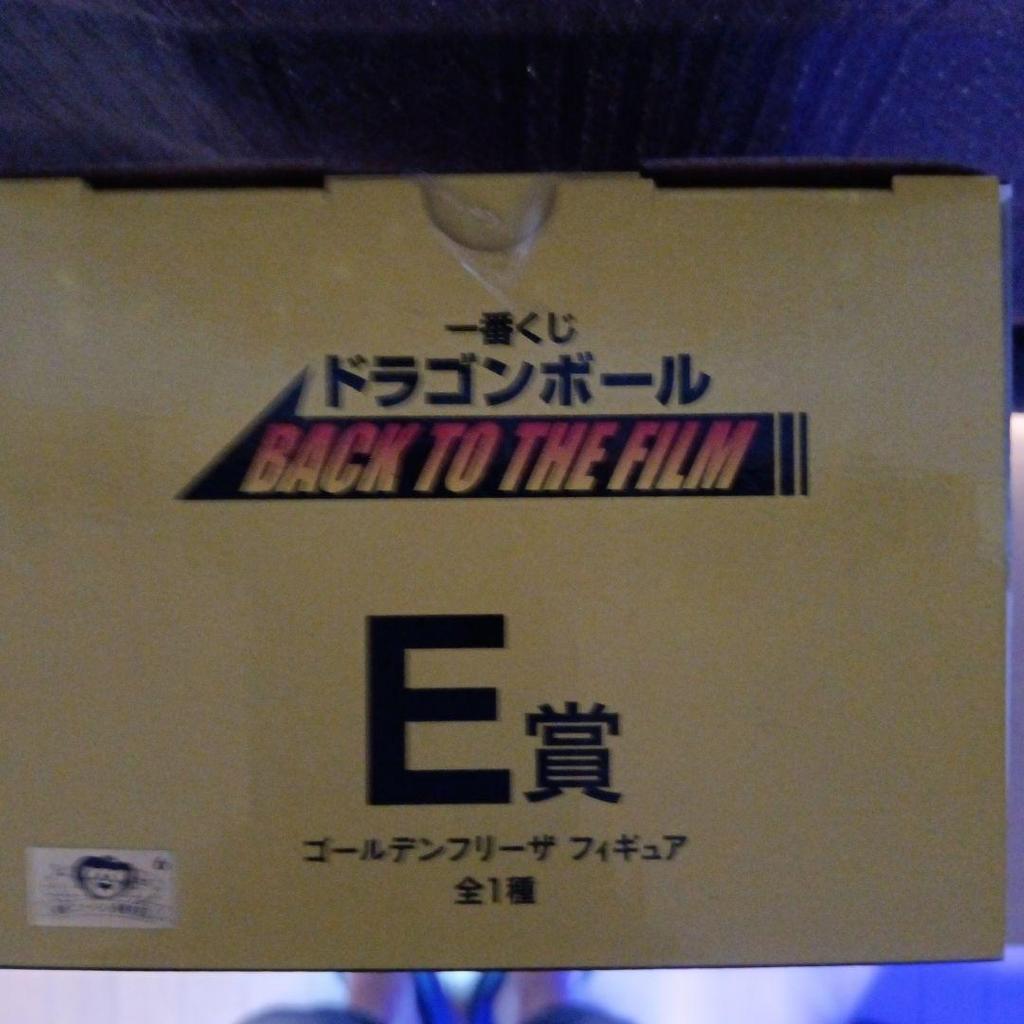 一番くじ
ドラゴンボール
BACK TO THE FILM
E賞
ゴールデンフリーザ フィギュア
全1種